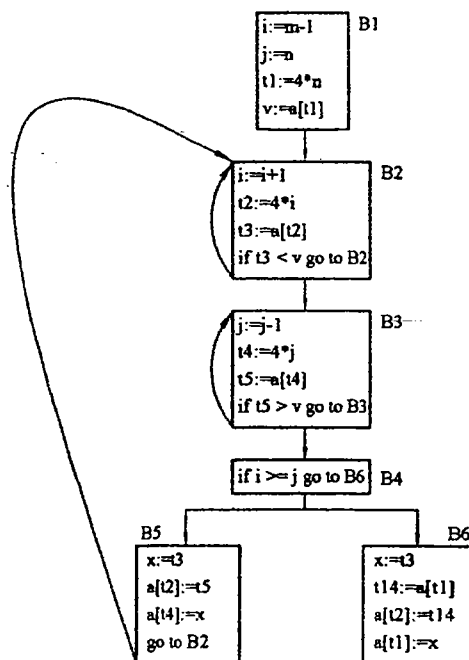 B1
i:=m-1
j:=n
t1:=4*n
v:=a[t1]
B2
i:=i+1
t2:=4*i
t3:=a[t2]
if t3 < v go to B2
B3
j:=j-1
t4:=4*j
t5:=a[t4]
if t5 > v go to B3
if i >= j go to B6
B4
B5
x:=t3
a[t2]:=t5
a[t4]:=x
go to B2
B6
x:=t3
t14:=a[t1]
a[t2]:=t14
a[t1]:=x